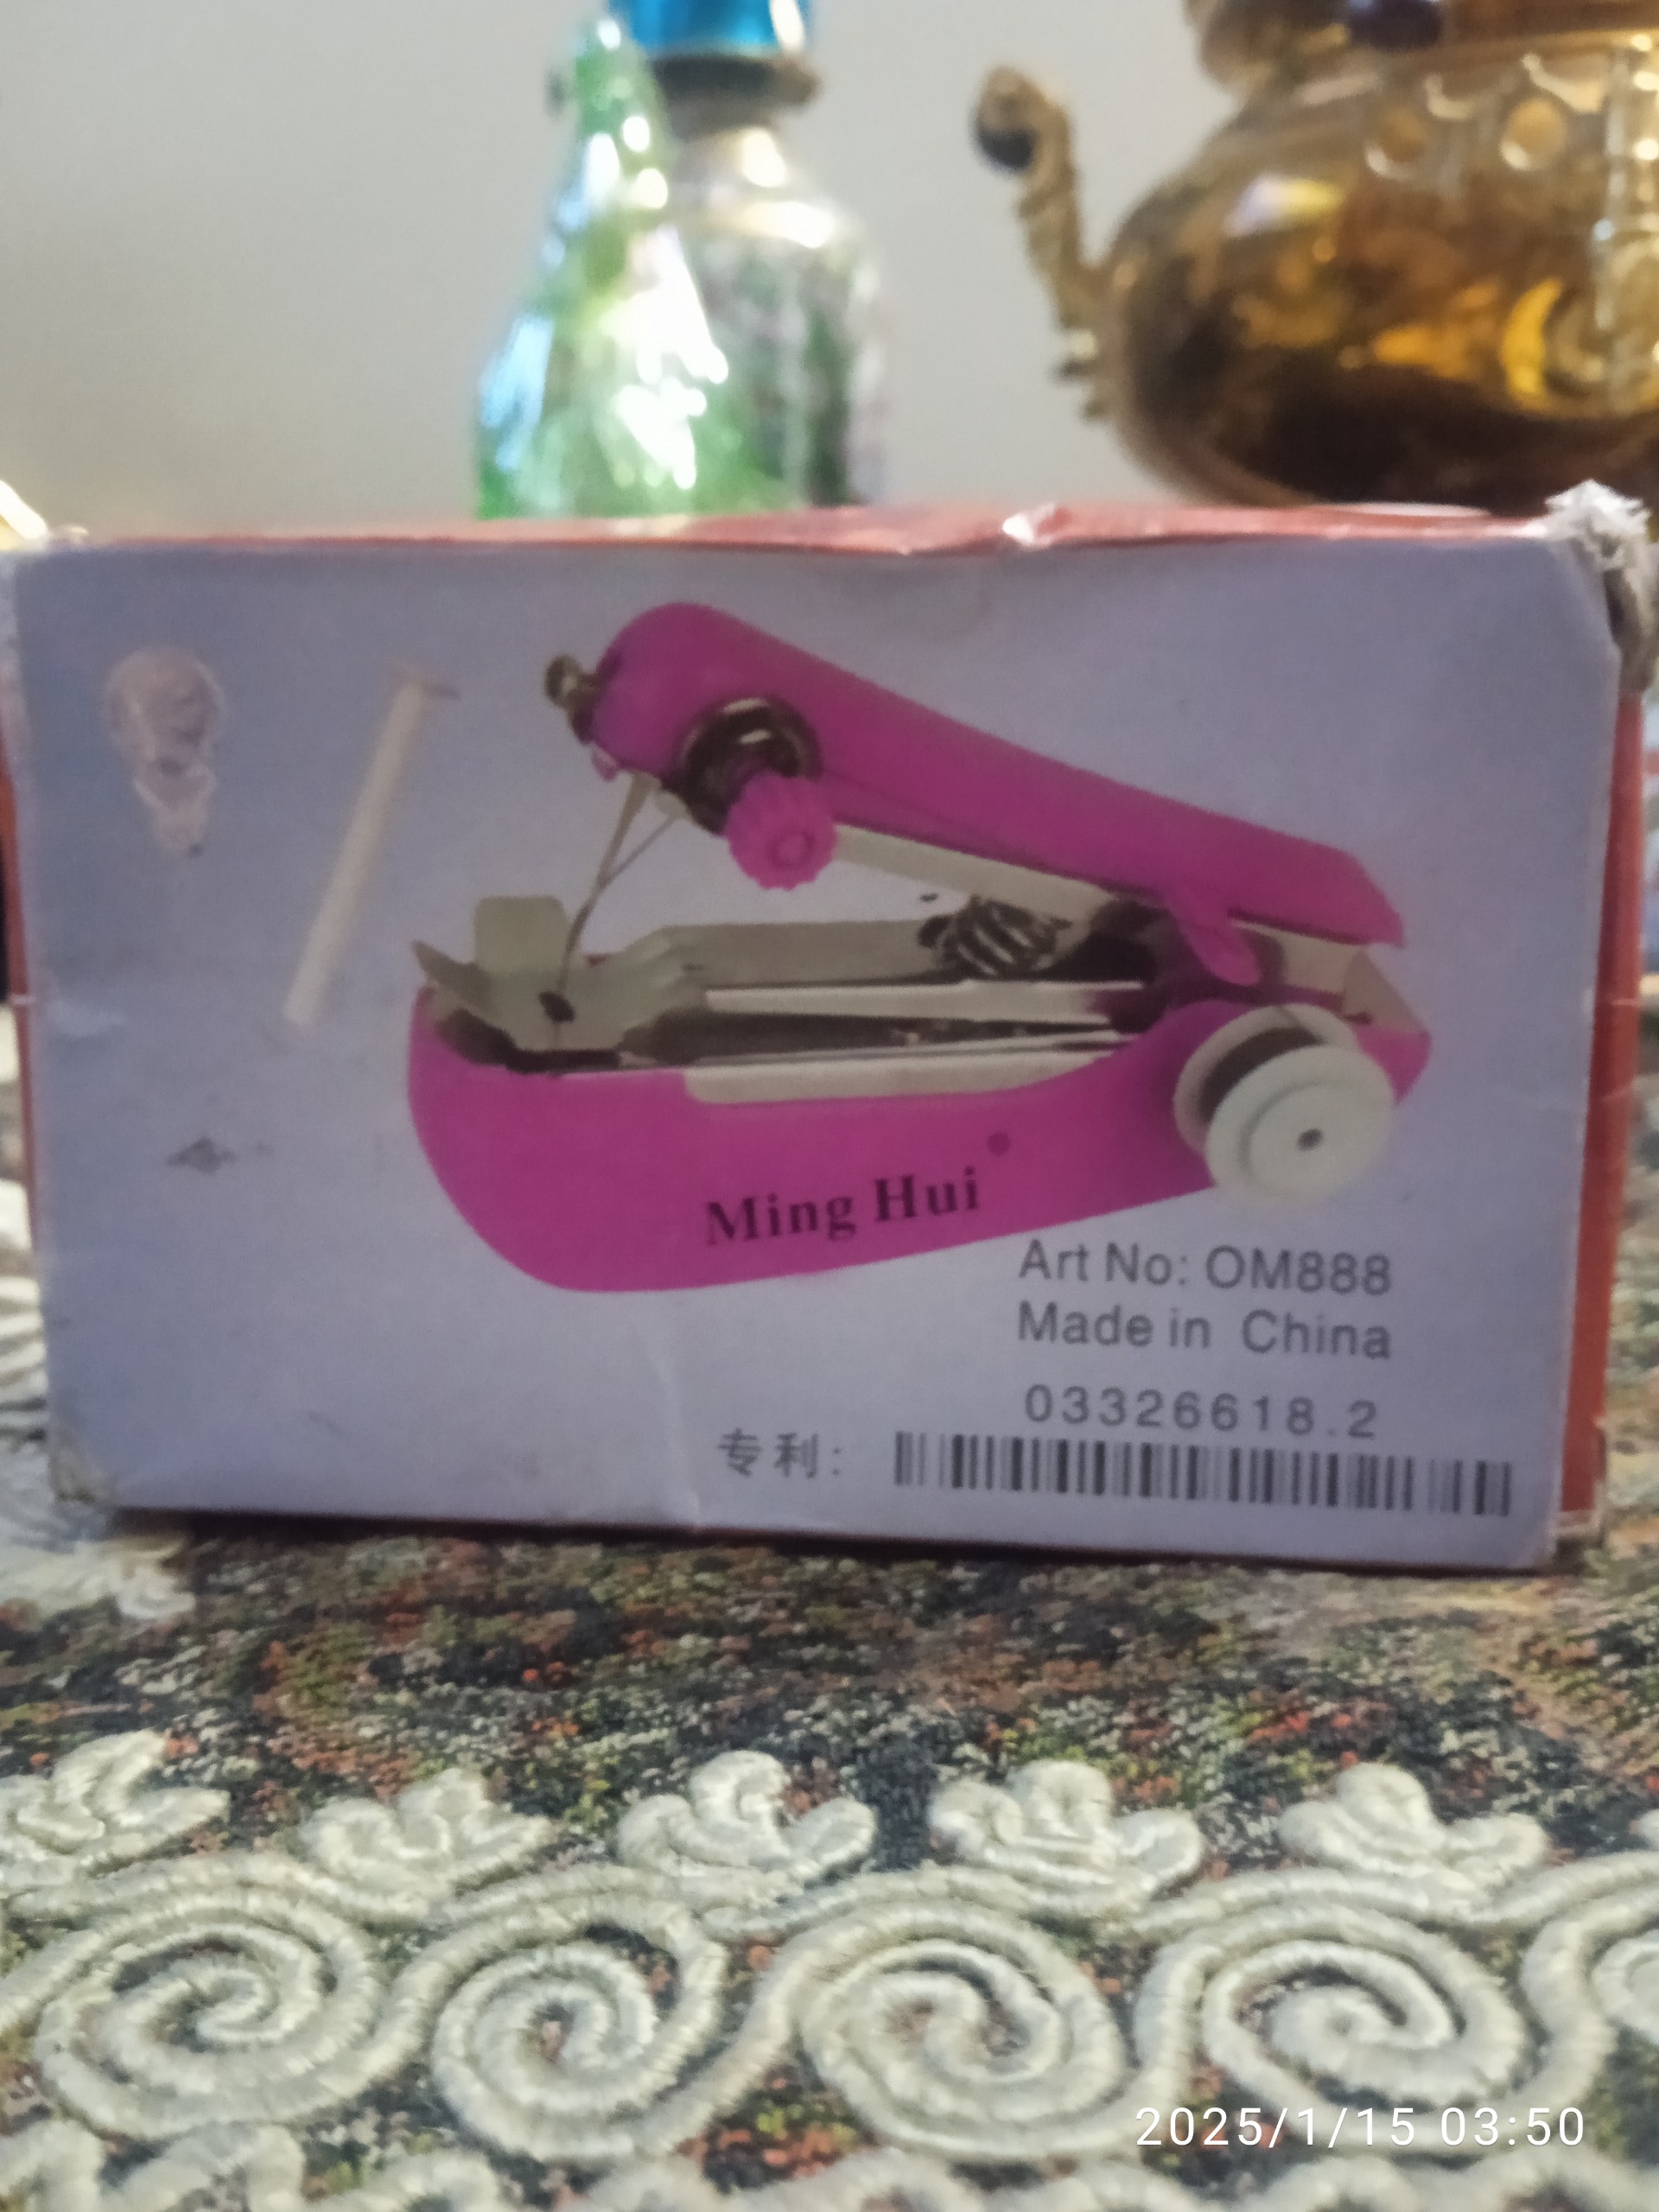 Ming Hui®
Art No: OM888
Made in China
03326618.2
专利：
2025/1/15 03:50